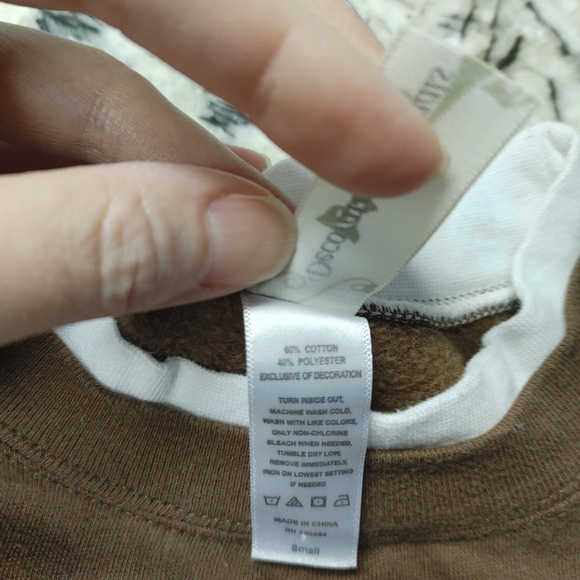 60% COTTON
40% POLYESTER
EXCLUSIVE OF DECORATION
TURN INSIDE OUT,
MACHINE WASH COLD,
WASH WITH LIKE COLORS,
ONLY NON-CHLORINE
BLEACH WHEN NEEDED,
TUMBLE DRY LOW,
REMOVE IMMEDIATELY,
IRON ON LOWEST SETTING
IF NEEDED
MADE IN CHINA
Small